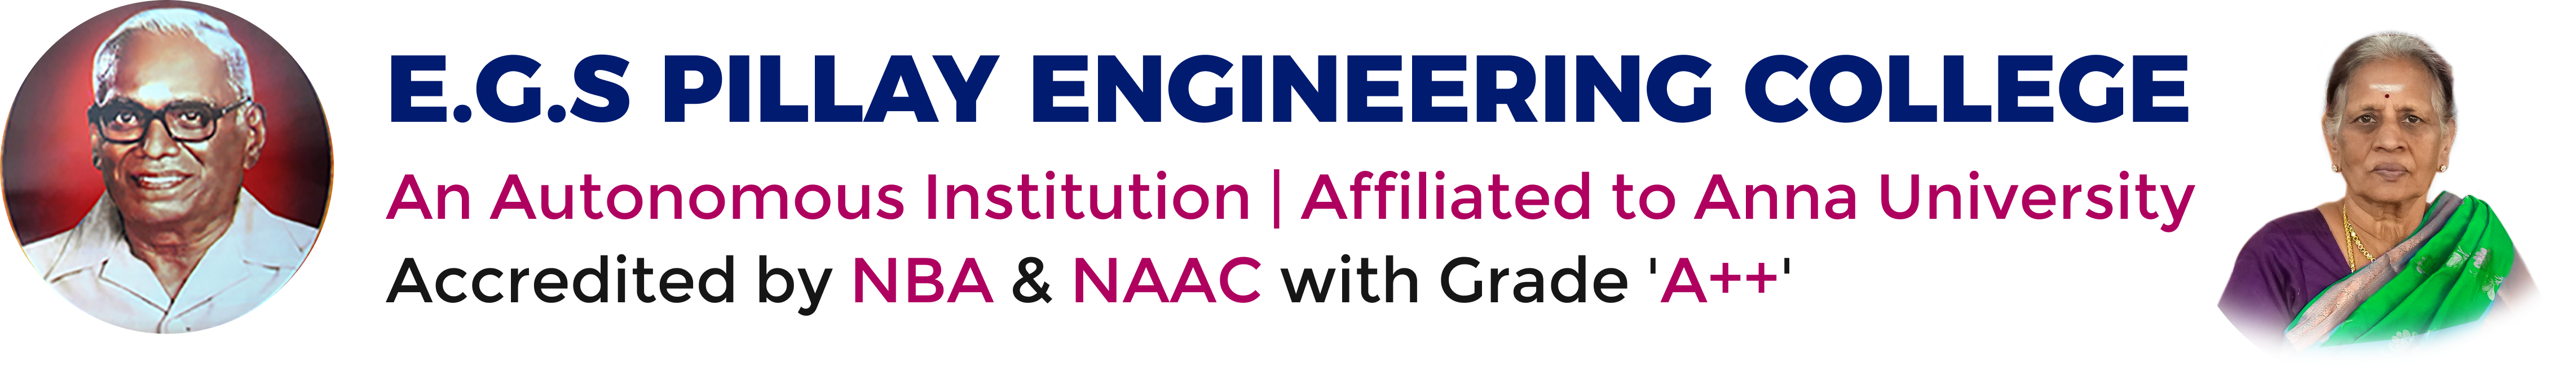 E.G.S PILLAY ENGINEERING COLLEGE
An Autonomous Institution | Affiliated to Anna University
Accredited by NBA & NAAC with Grade 'A++'